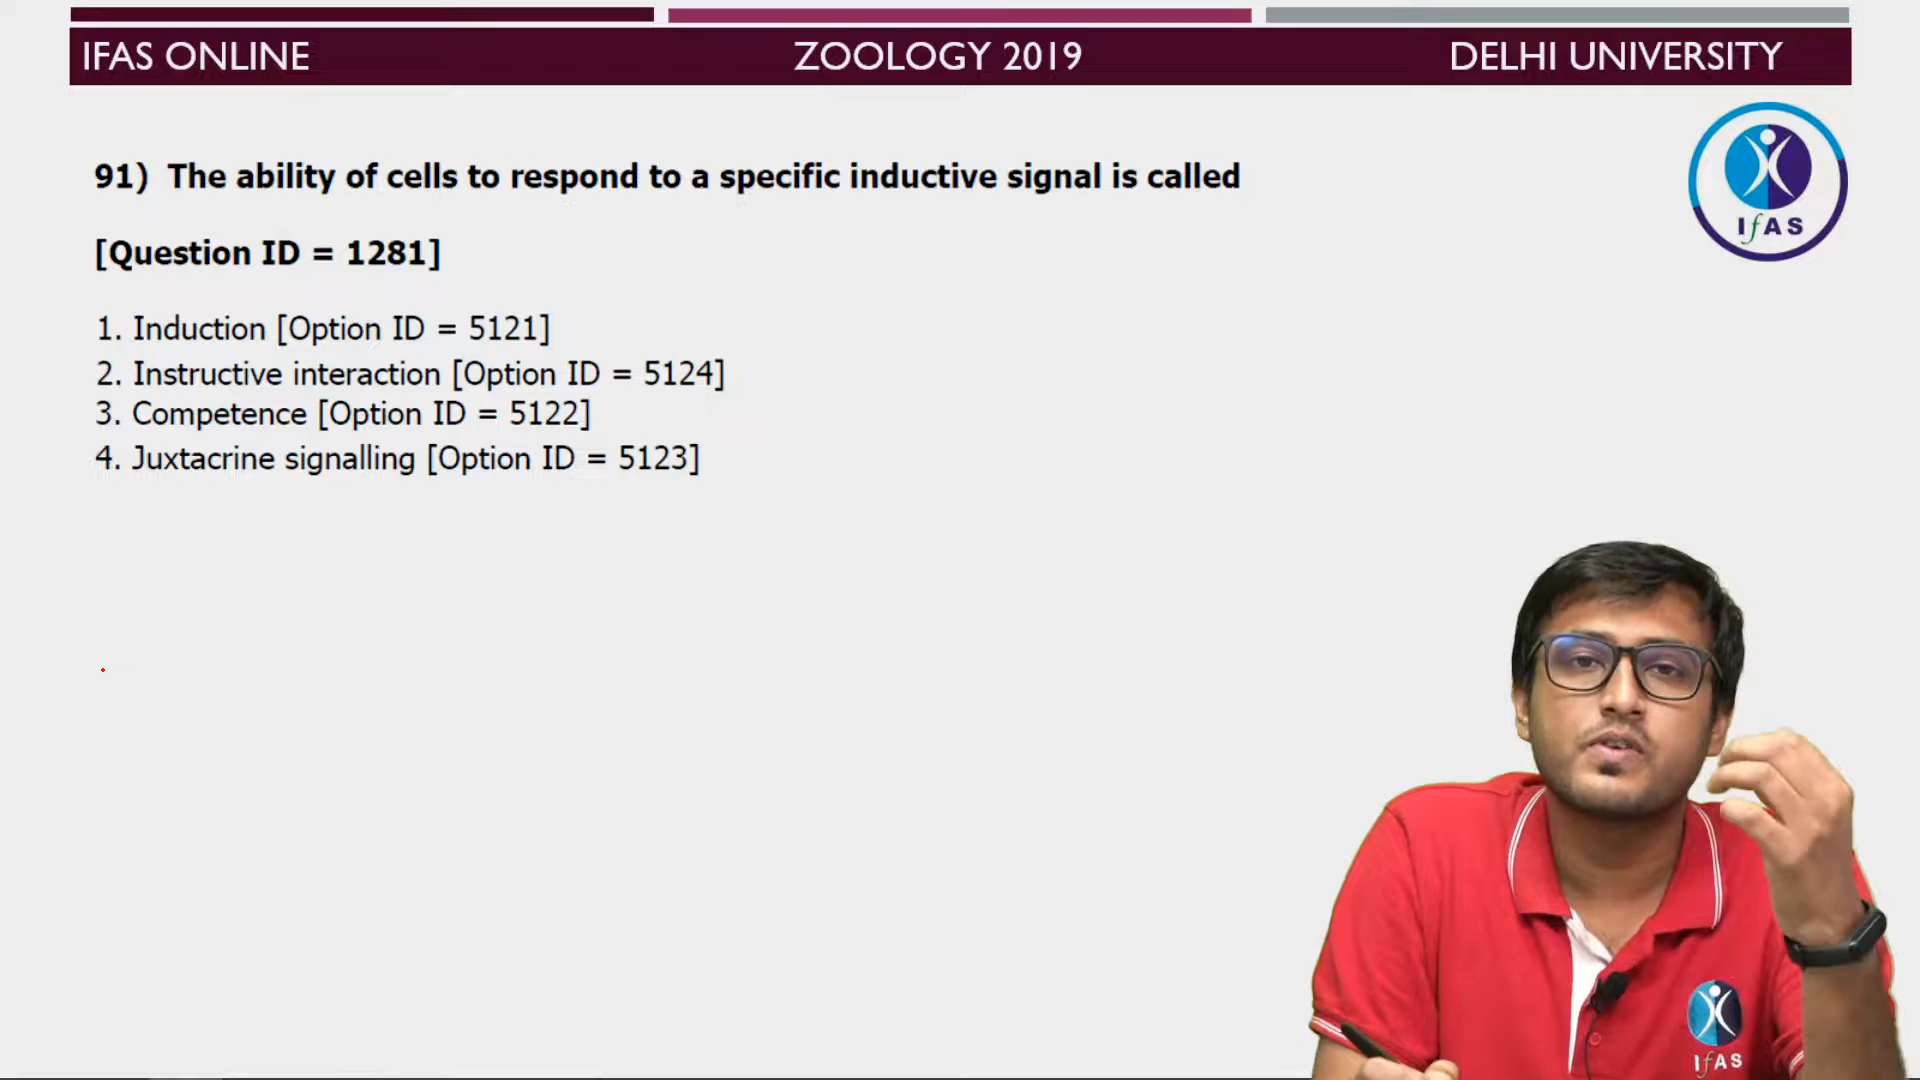 IFAS ONLINE ZOOLOGY 2019 DELHI UNIVERSITY
IfAS
91) The ability of cells to respond to a specific inductive signal is called
[Question ID = 1281]
1. Induction [Option ID = 5121]
2. Instructive interaction [Option ID = 5124]
3. Competence [Option ID = 5122]
4. Juxtacrine signalling [Option ID = 5123]
IfAS